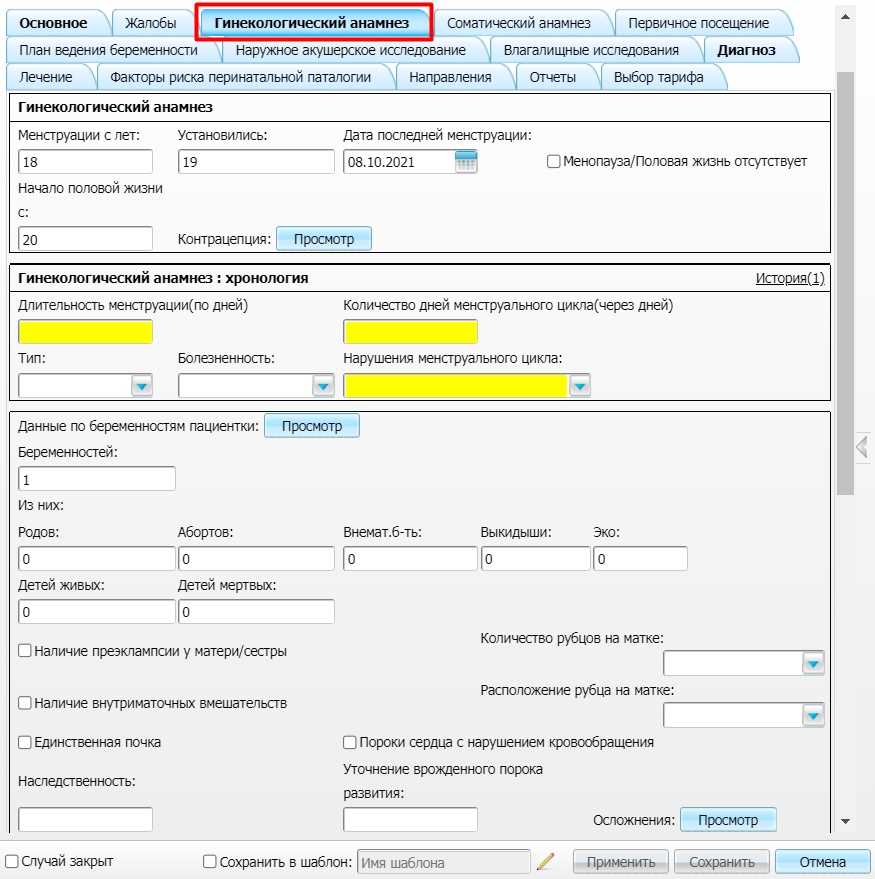 Основное Жалобы Гинекологический анамнез Соматический анамнез Первичное посещение
План ведения беременности Наружное акушерское исследование Влагалищные исследования Диагноз
Лечение Факторы риска перинатальной паталогии Направления Отчеты Выбор тарифа
Гинекологический анамнез
Менструации с лет: Установились: Дата последней менструации:
18 19 08.10.2021 Менопауза/Половая жизнь отсутствует
Начало половой жизни
с:
20 Контрацепция: Просмотр
Гинекологический анамнез : хронология История(1)
Длительность менструации(по дней) Количество дней менструального цикла(через дней)
Тип: Болезненность: Нарушения менструального цикла:
Данные по беременностям пациентки: Просмотр
Беременностей:
1
Из них:
Родов: Абортов: Внемат.б-ть: Выкидыши: Эко:
0 0 0 0 0
Детей живых: Детей мертвых:
0 0
Наличие преэклампсии у матери/сестры Количество рубцов на матке:
Наличие внутриматочных вмешательств Расположение рубца на матке:
Единственная почка Пороки сердца с нарушением кровообращения
Наследственность: Уточнение врожденного порока
развития:
Осложнения: Просмотр
Случай закрыт Сохранить в шаблон: Имя шаблона Применить Сохранить Отмена